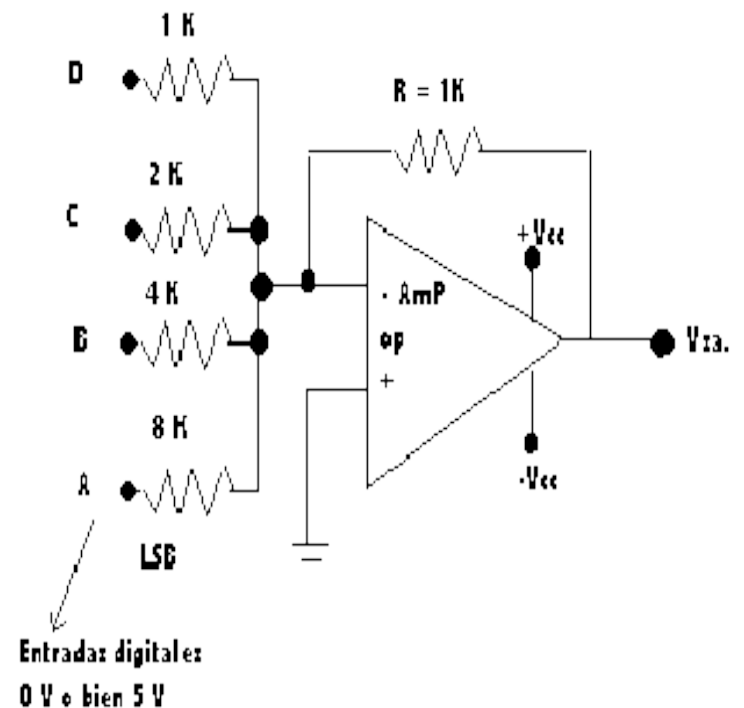 1 K
D
R = 1K
2 K
C
+Vcc
4 K
- AmP
B
op
Vsa.
+
8 K
A
-Vcc
LSB
Entradas digitales
0 V o bien 5 V